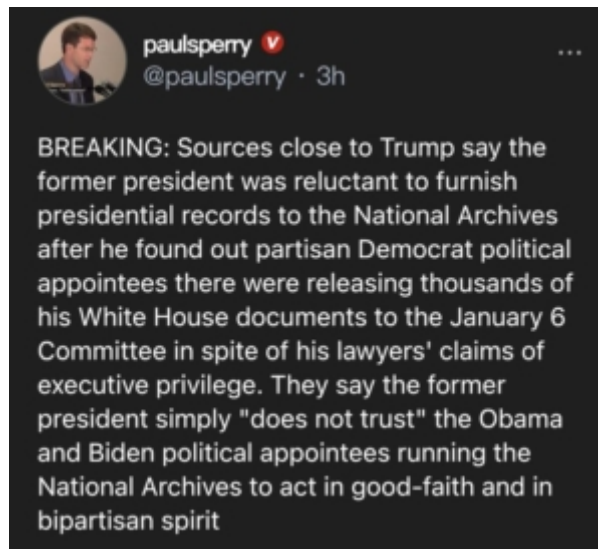 paulsperry V
@paulsperry · 3h
BREAKING: Sources close to Trump say the
former president was reluctant to furnish
presidential records to the National Archives
after he found out partisan Democrat political
appointees there were releasing thousands of
his White House documents to the January 6
Committee in spite of his lawyers' claims of
executive privilege. They say the former
president simply "does not trust" the Obama
and Biden political appointees running the
National Archives to act in good-faith and in
bipartisan spirit